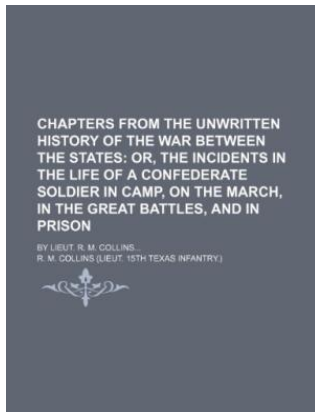 CHAPTERS FROM THE UNWRITTEN
HISTORY OF THE WAR BETWEEN
THE STATES: OR, THE INCIDENTS IN
THE LIFE OF A CONFEDERATE
SOLDIER IN CAMP, ON THE MARCH,
IN THE GREAT BATTLES, AND IN
PRISON
BY LIEUT. R. M. COLLINS...
R. M. COLLINS (LIEUT. 15TH TEXAS INFANTRY.)